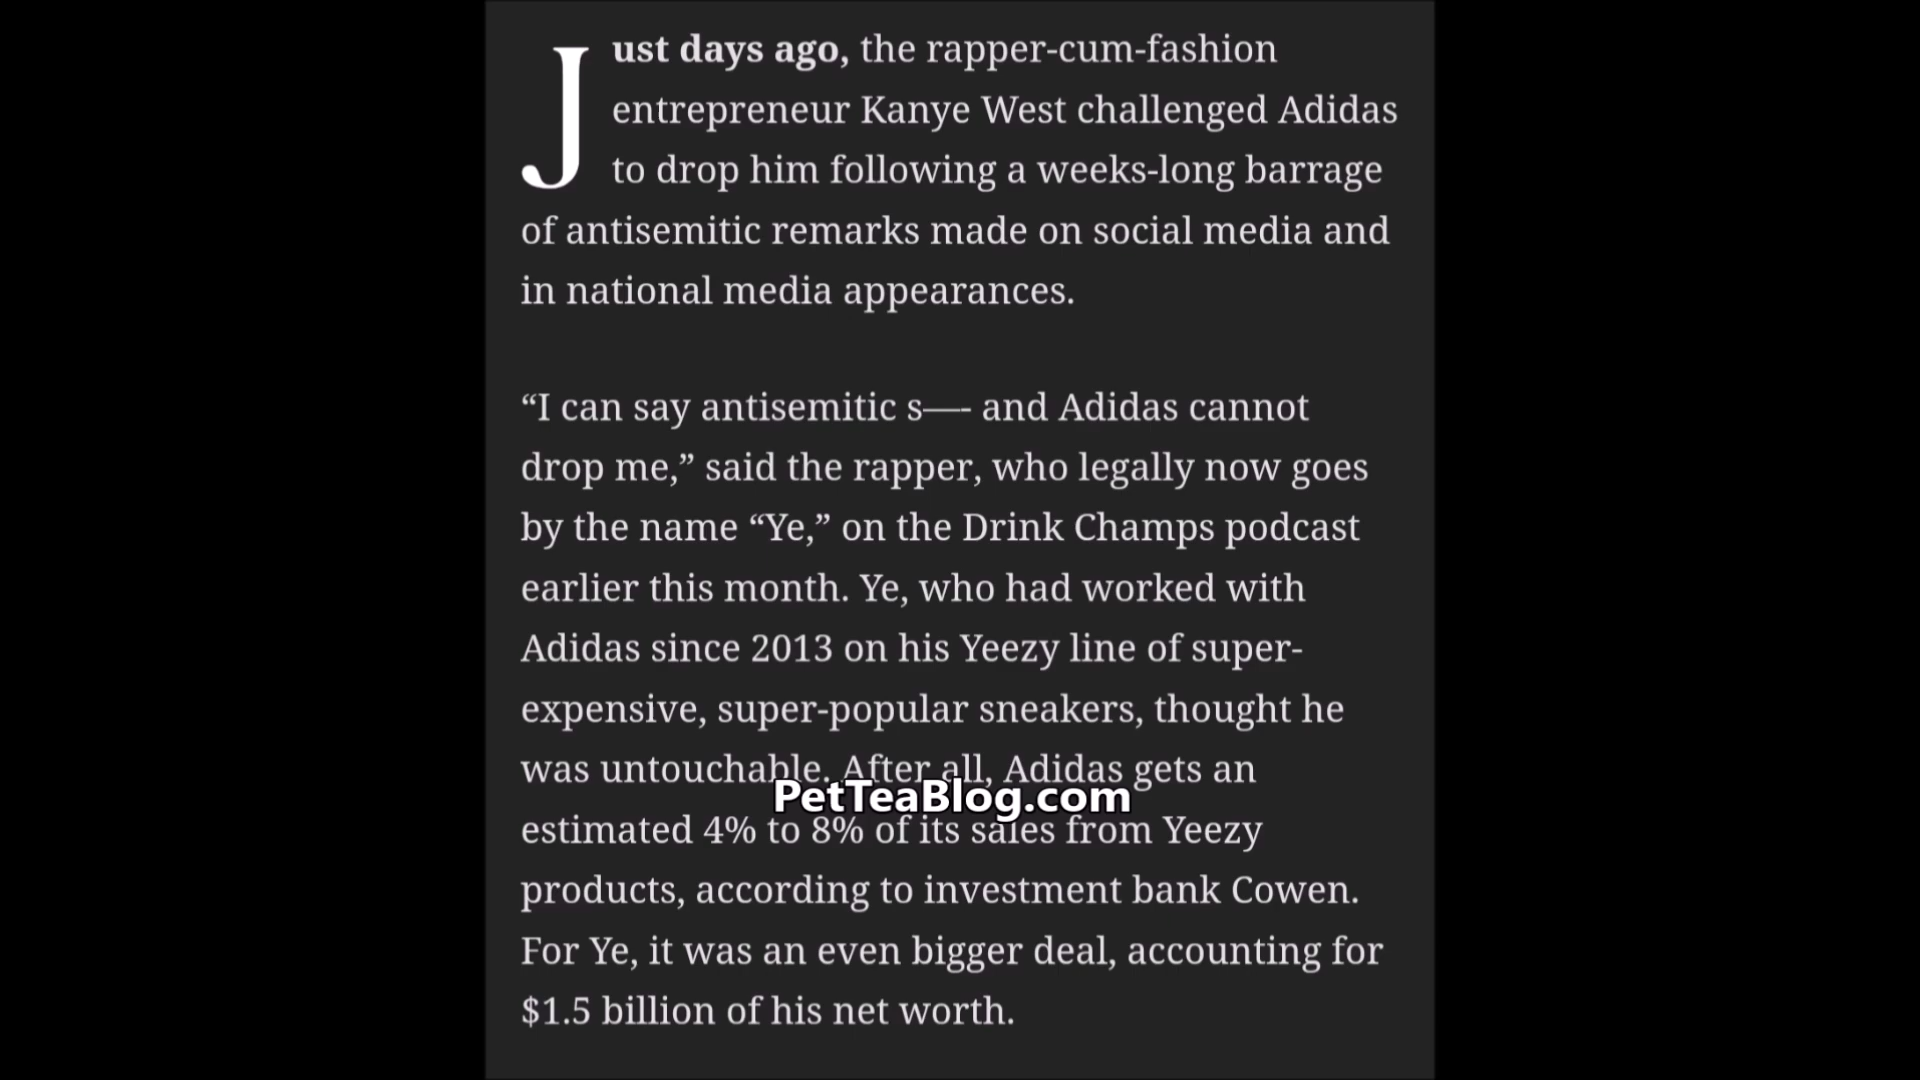 Just days ago, the rapper-cum-fashion
entrepreneur Kanye West challenged Adidas
to drop him following a weeks-long barrage
of antisemitic remarks made on social media and
in national media appearances.
“I can say antisemitic s—- and Adidas cannot
drop me,” said the rapper, who legally now goes
by the name “Ye,” on the Drink Champs podcast
earlier this month. Ye, who had worked with
Adidas since 2013 on his Yeezy line of super-
expensive, super-popular sneakers, thought he
was untouchable. After all, Adidas gets an
PetTeaBlog.com
estimated 4% to 8% of its sales from Yeezy
products, according to investment bank Cowen.
For Ye, it was an even bigger deal, accounting for
$1.5 billion of his net worth.